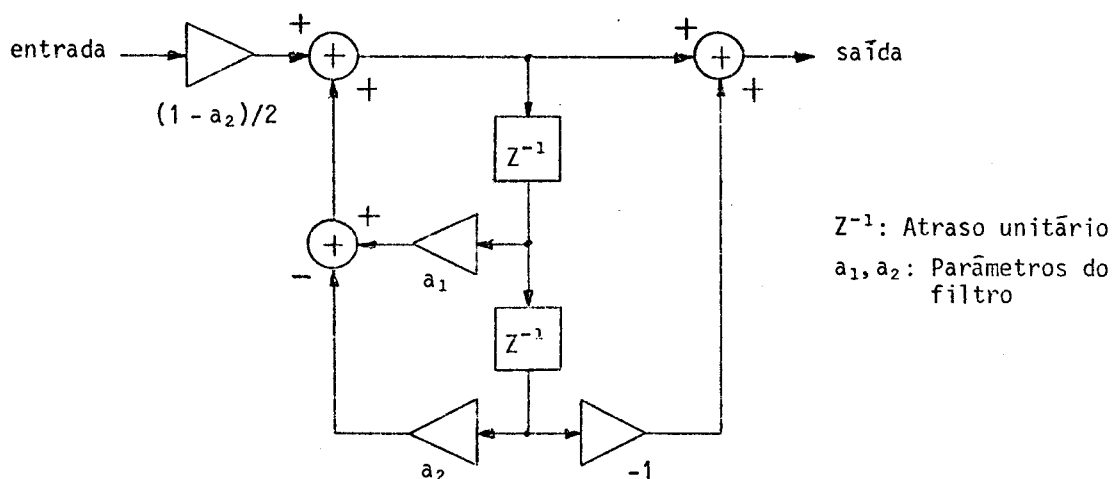 entrada
+
+
+
+
+
+
saída
(1 - a₂)/2
Z⁻¹
+
+
-
a₁
Z⁻¹
a₂
-1
Z⁻¹: Atraso unitário
a₁,a₂: Parâmetros do
filtro